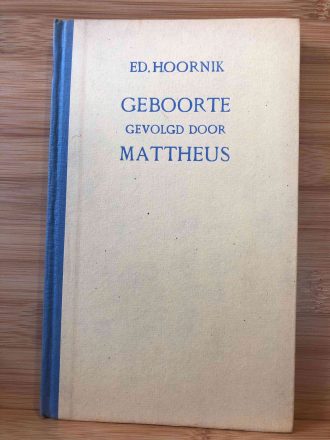 ED. HOORNIK
GEBOORTE
GEVOLGD DOOR
MATTHEUS